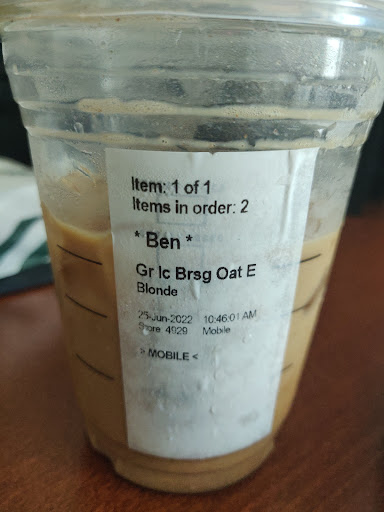 Item: 1 of 1
Items in order: 2
* Ben *
Gr Ic Brsg Oat E
Blonde
25-Jun-2022 10:46:01 AM
Store: 4929 Mobile
> MOBILE <